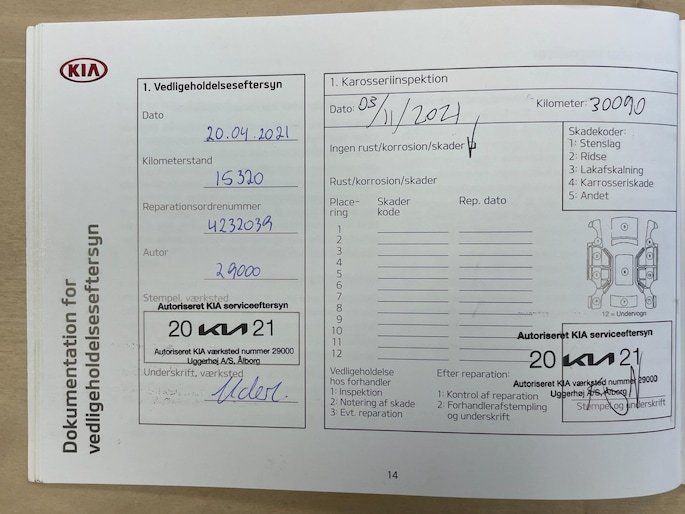 KIA
Dokumentation for
vedligeholdelseseftersyn
1. Vedligeholdelseseftersyn
Dato
20.04.2021
Kilometerstand
15320
Reparationsordrenummer
4232039
Autor
29000
Stempel, værksted
Autoriseret KIA serviceeftersyn
20 KIA 21
Autoriseret KIA værksted nummer 29000
Uggerhøj A/S, Ålborg
Underskrift, værksted
1. Karosseriinspektion
Dato: 03/11/2021
Kilometer: 30090
Ingen rust/korrosion/skader
Rust/korrosion/skader
Skadekoder:
1: Stenslag
2: Ridse
3: Lakafskalning
4: Karrosseriskade
5: Andet
Place-
ring
Skader
kode
Rep. dato
1
2
3
4
5
6
7
8
9
10
11
12
12 = Undervogn
Vedligeholdelse
hos forhandler
1: Inspektion
2: Notering af skade
3: Evt. reparation
Efter reparation:
1: Kontrol af reparation
2: Forhandlerafstempling
og underskrift
Autoriseret KIA serviceeftersyn
20 KIA 21
Autoriseret KIA værksted nummer 29000
Uggerhøj A/S, Ålborg
Stempel og underskrift
14